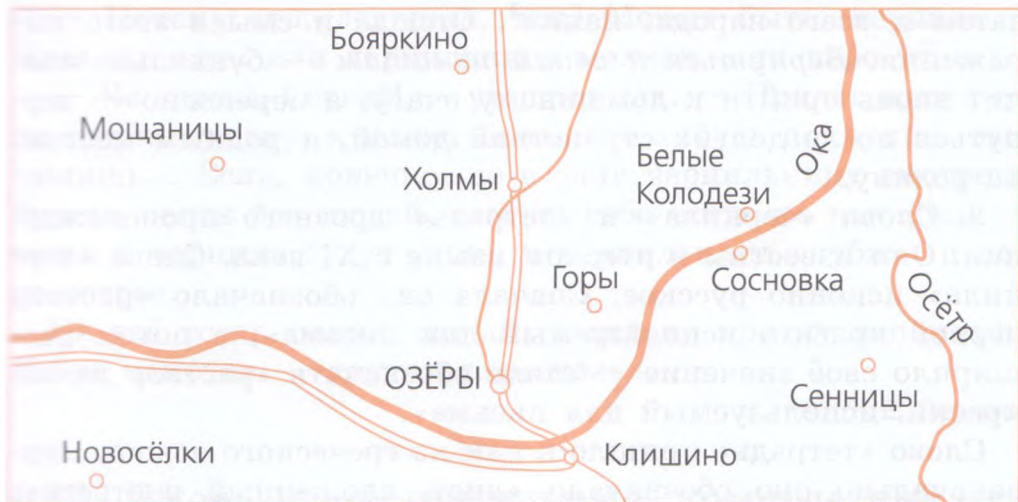 Бояркино
Мощаницы
Холмы
Белые
Колодези
Ока
Горы
Сосновка
Осётр
ОЗЁРЫ
Сенницы
Новосёлки
Клишино